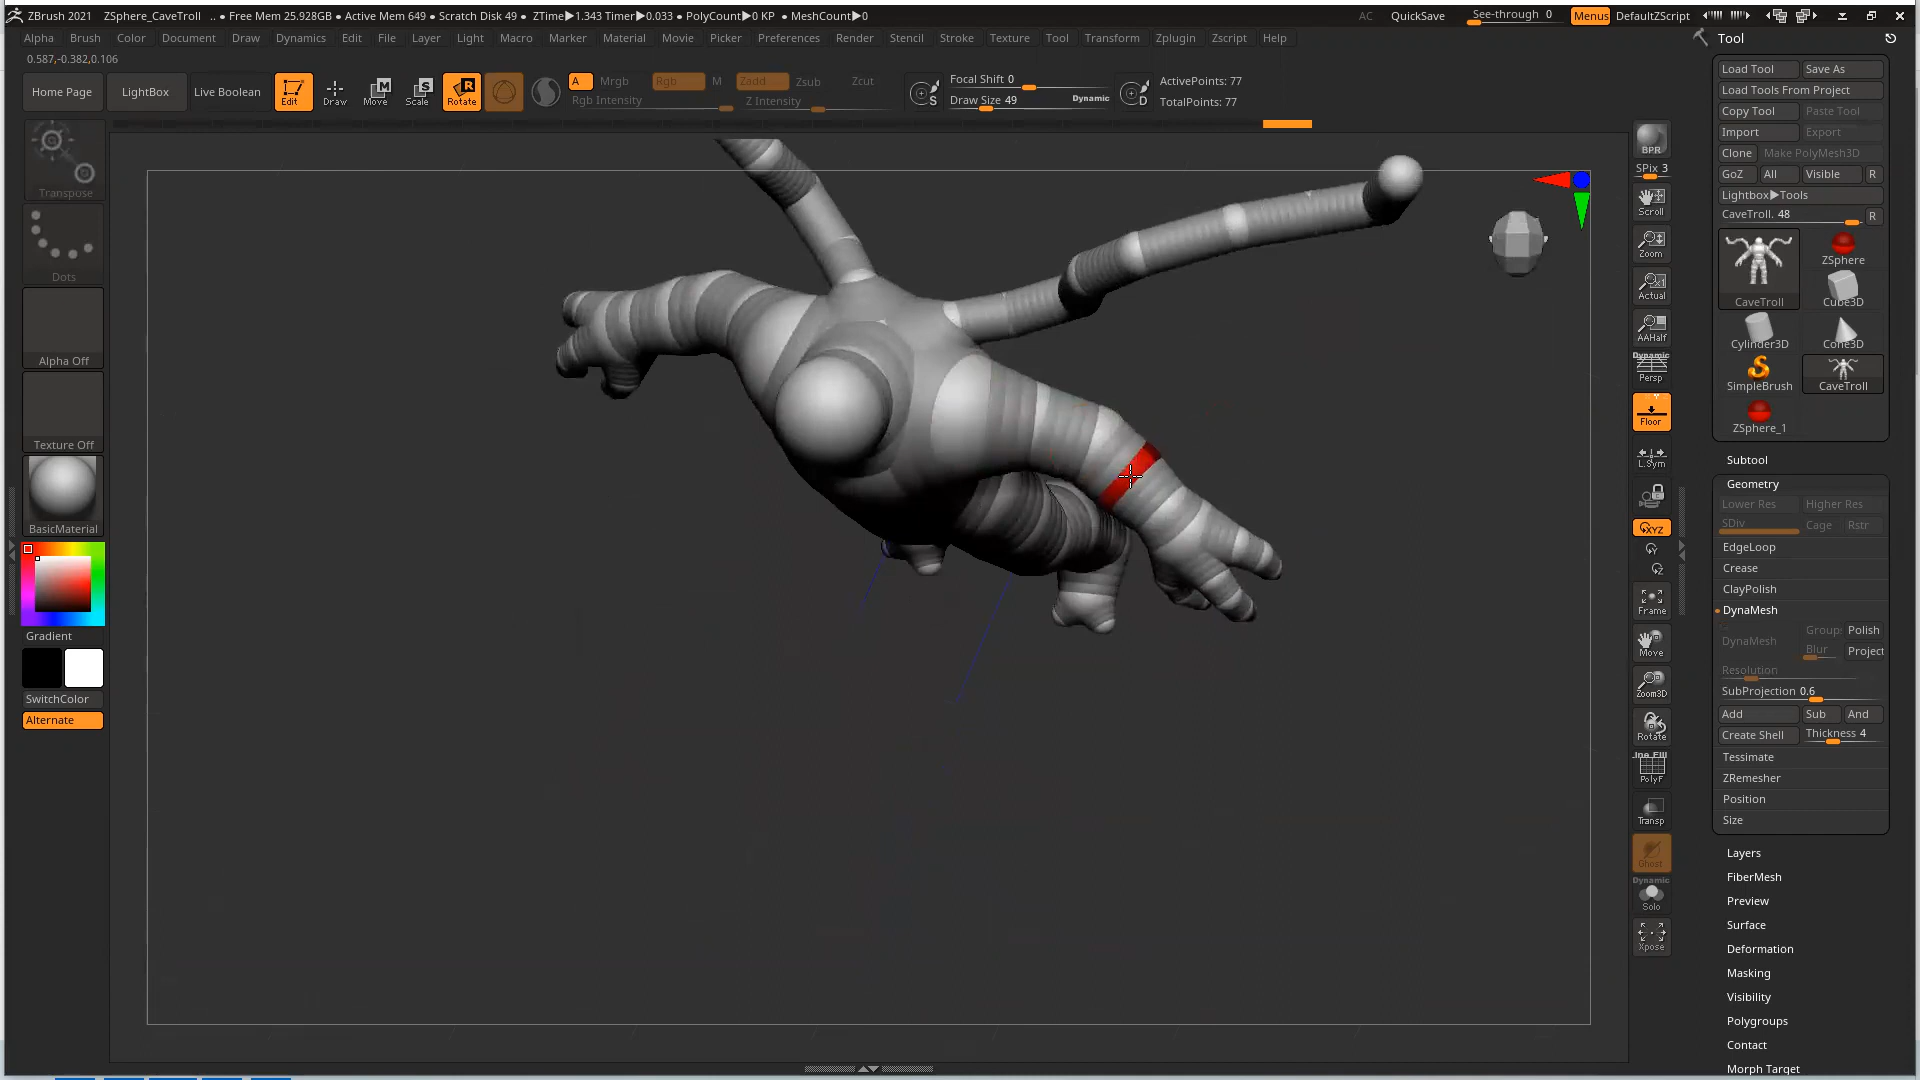 ZBrush 2021 ZSphere_CaveTroll .. • Free Mem 25.928GB • Active Mem 649 • Scratch Disk 49 • ZTime▶1.343 Timer▶0.033 • PolyCount▶0 KP • MeshCount▶0 AC QuickSave See-through 0 Menus DefaultZScript
Alpha Brush Color Document Draw Dynamics Edit File Layer Light Macro Marker Material Movie Picker Preferences Render Stencil Stroke Texture Tool Transform Zplugin Zscript Help
0.587,-0.382,0.106
Home Page LightBox Live Boolean Edit Draw Move Scale Rotate
A Mrgb Rgb M Zadd Zsub Zcut
Rgb Intensity Z Intensity
Focal Shift 0
Draw Size 49 Dynamic
ActivePoints: 77
TotalPoints: 77
Transpose
Dots
Alpha Off
Texture Off
BasicMaterial
Gradient
SwitchColor
Alternate
BPR
SPix 3
Scroll
Zoom
Actual
AAHalf
Dynamic
Persp
Floor
L.Sym
XYZ
Y
Z
Frame
Move
Zoom3D
Rotate
Line Fill
PolyF
Transp
Ghost
Dynamic
Solo
Xpose
Tool
Load Tool Save As
Load Tools From Project
Copy Tool Paste Tool
Import Export
Clone Make PolyMesh3D
GoZ All Visible R
Lightbox▶Tools
CaveTroll. 48 R
CaveTroll ZSphere
Cube3D
Cylinder3D Cone3D
SimpleBrush CaveTroll
ZSphere_1
Subtool
Geometry
Lower Res Higher Res
SDiv Cage Rstr
EdgeLoop
Crease
ClayPolish
DynaMesh
DynaMesh Group: Polish
Blur Project
Resolution
SubProjection 0.6
Add Sub And
Create Shell Thickness 4
Tessimate
ZRemesher
Position
Size
Layers
FiberMesh
Preview
Surface
Deformation
Masking
Visibility
Polygroups
Contact
Morph Target